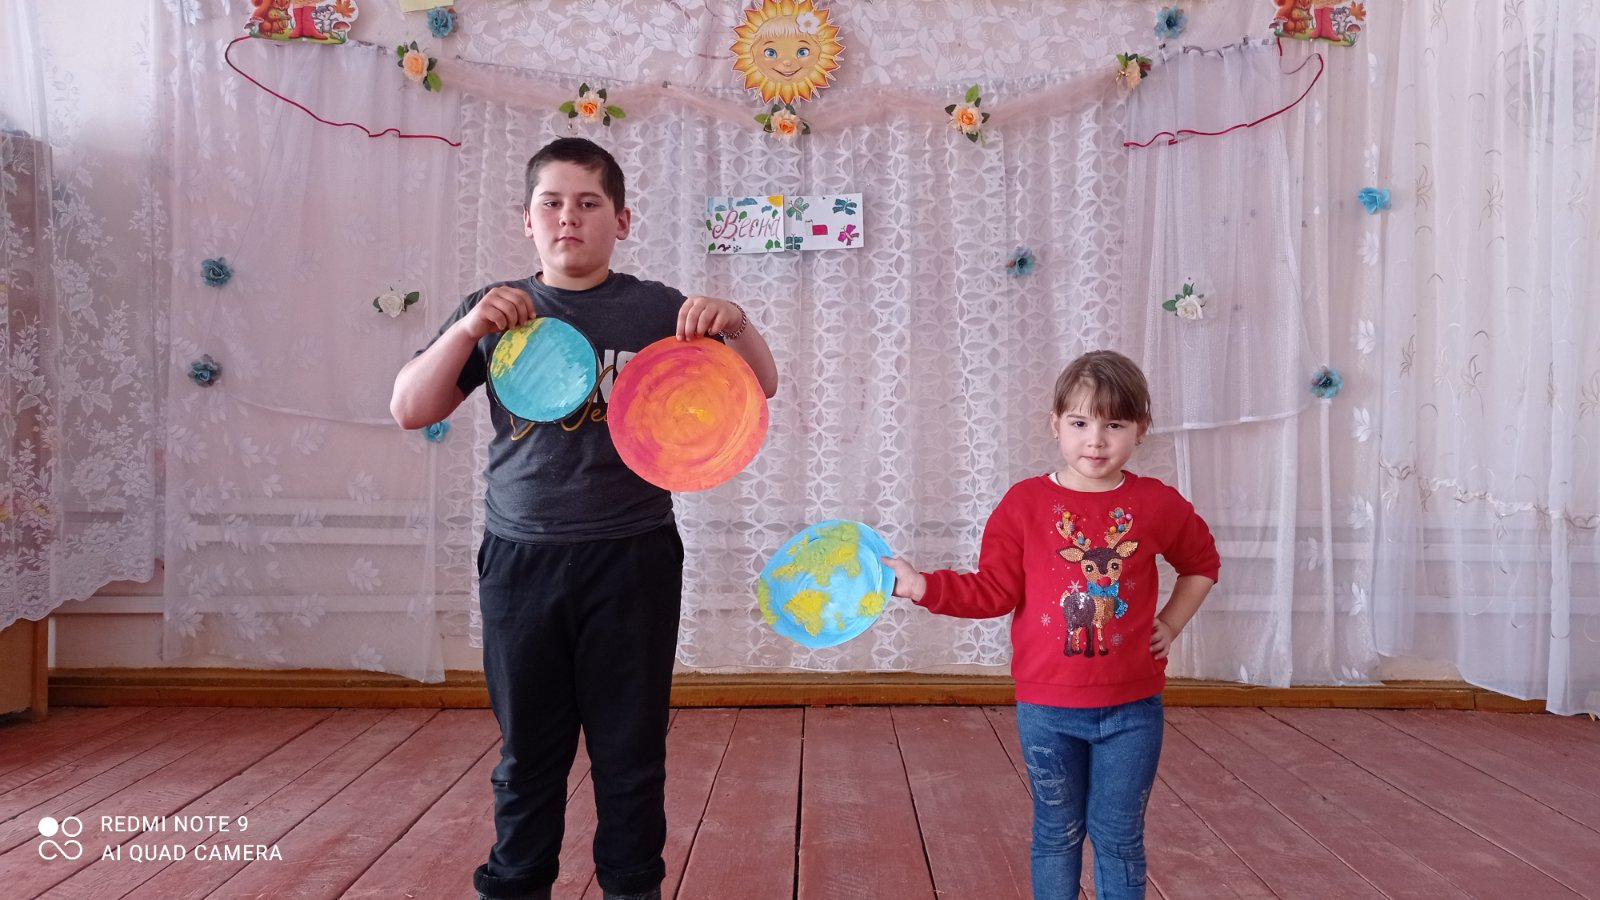 Весна
REDMI NOTE 9
AI QUAD CAMERA